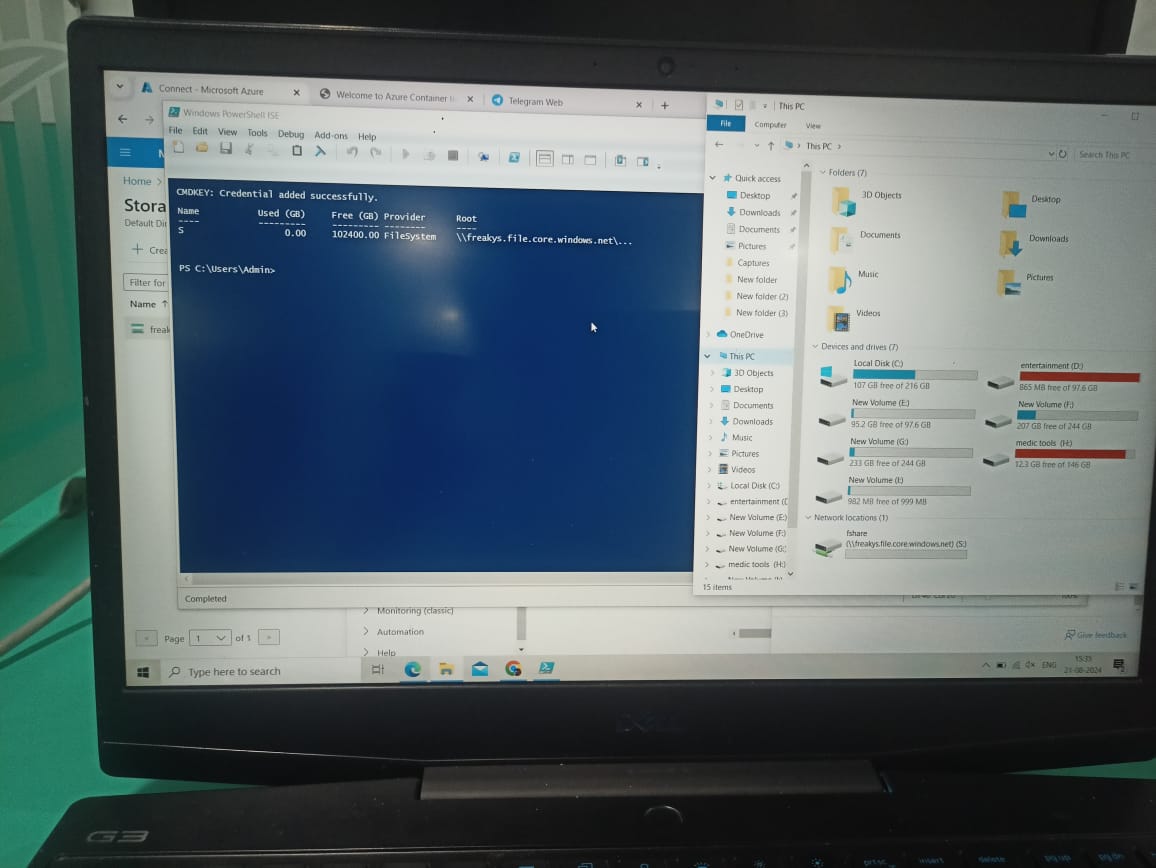 Connect - Microsoft Azure
Welcome to Azure Container
Telegram Web
Windows PowerShell ISE
File Edit View Tools Debug Add-ons Help
Home >
Stora
Default Dir
+ Crea
Filter for
Name ↑
freak
CMDKEY: Credential added successfully.
Name Used (GB) Free (GB) Provider Root
---- --------- --------- -------- ----
S 0.00 102400.00 FileSystem \\freakys.file.core.windows.net\...
PS C:\Users\Admin>
Completed
Page 1 of 1
Monitoring (classic)
Automation
Help
Give feedback
This PC
File Computer View
This PC >
Search This PC
Quick access
Desktop
Downloads
Documents
Pictures
Captures
New folder
New folder (2)
New folder (3)
OneDrive
This PC
3D Objects
Desktop
Documents
Downloads
Music
Pictures
Videos
Local Disk (C:)
entertainment (D
New Volume (E:)
New Volume (F:)
New Volume (G:
medic tools (H:)
15 items
Folders (7)
3D Objects
Desktop
Documents
Downloads
Music
Pictures
Videos
Devices and drives (7)
Local Disk (C:)
107 GB free of 216 GB
entertainment (D:)
865 MB free of 97.6 GB
New Volume (E:)
95.2 GB free of 97.6 GB
New Volume (F:)
207 GB free of 244 GB
New Volume (G:)
233 GB free of 244 GB
medic tools (H:)
12.3 GB free of 146 GB
New Volume (I:)
982 MB free of 999 MB
Network locations (1)
fshare
(\\freakys.file.core.windows.net) (S:)
Type here to search
ENG
15:35
21-08-2024
DELL
G3
prt sc
insert
delete
pg up
pg dn